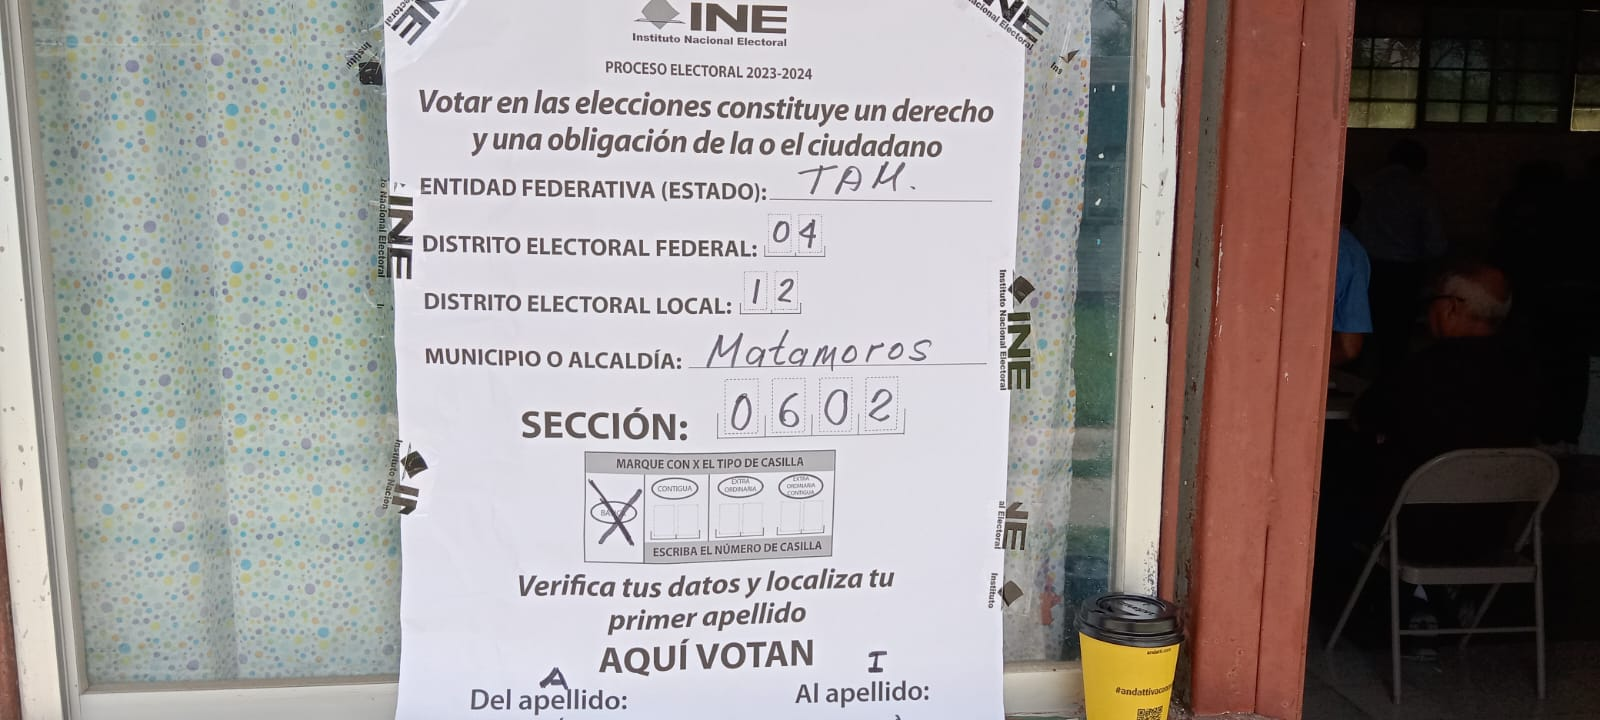 INE
Instituto Nacional Electoral
PROCESO ELECTORAL 2023-2024
Votar en las elecciones constituye un derecho
y una obligación de la o el ciudadano
ENTIDAD FEDERATIVA (ESTADO): TAM.
DISTRITO ELECTORAL FEDERAL: 04
DISTRITO ELECTORAL LOCAL: 12
MUNICIPIO O ALCALDÍA: Matamoros
SECCIÓN: 0602
MARQUE CON X EL TIPO DE CASILLA
CONTIGUA EXTRA ORDINARIA EXTRA ORDINARIA CONTIGUA
ESCRIBA EL NÚMERO DE CASILLA
Verifica tus datos y localiza tu
primer apellido
AQUÍ VOTAN
A I
Del apellido: Al apellido:
INE
Instituto Nacional Electoral
INE
andatti.com